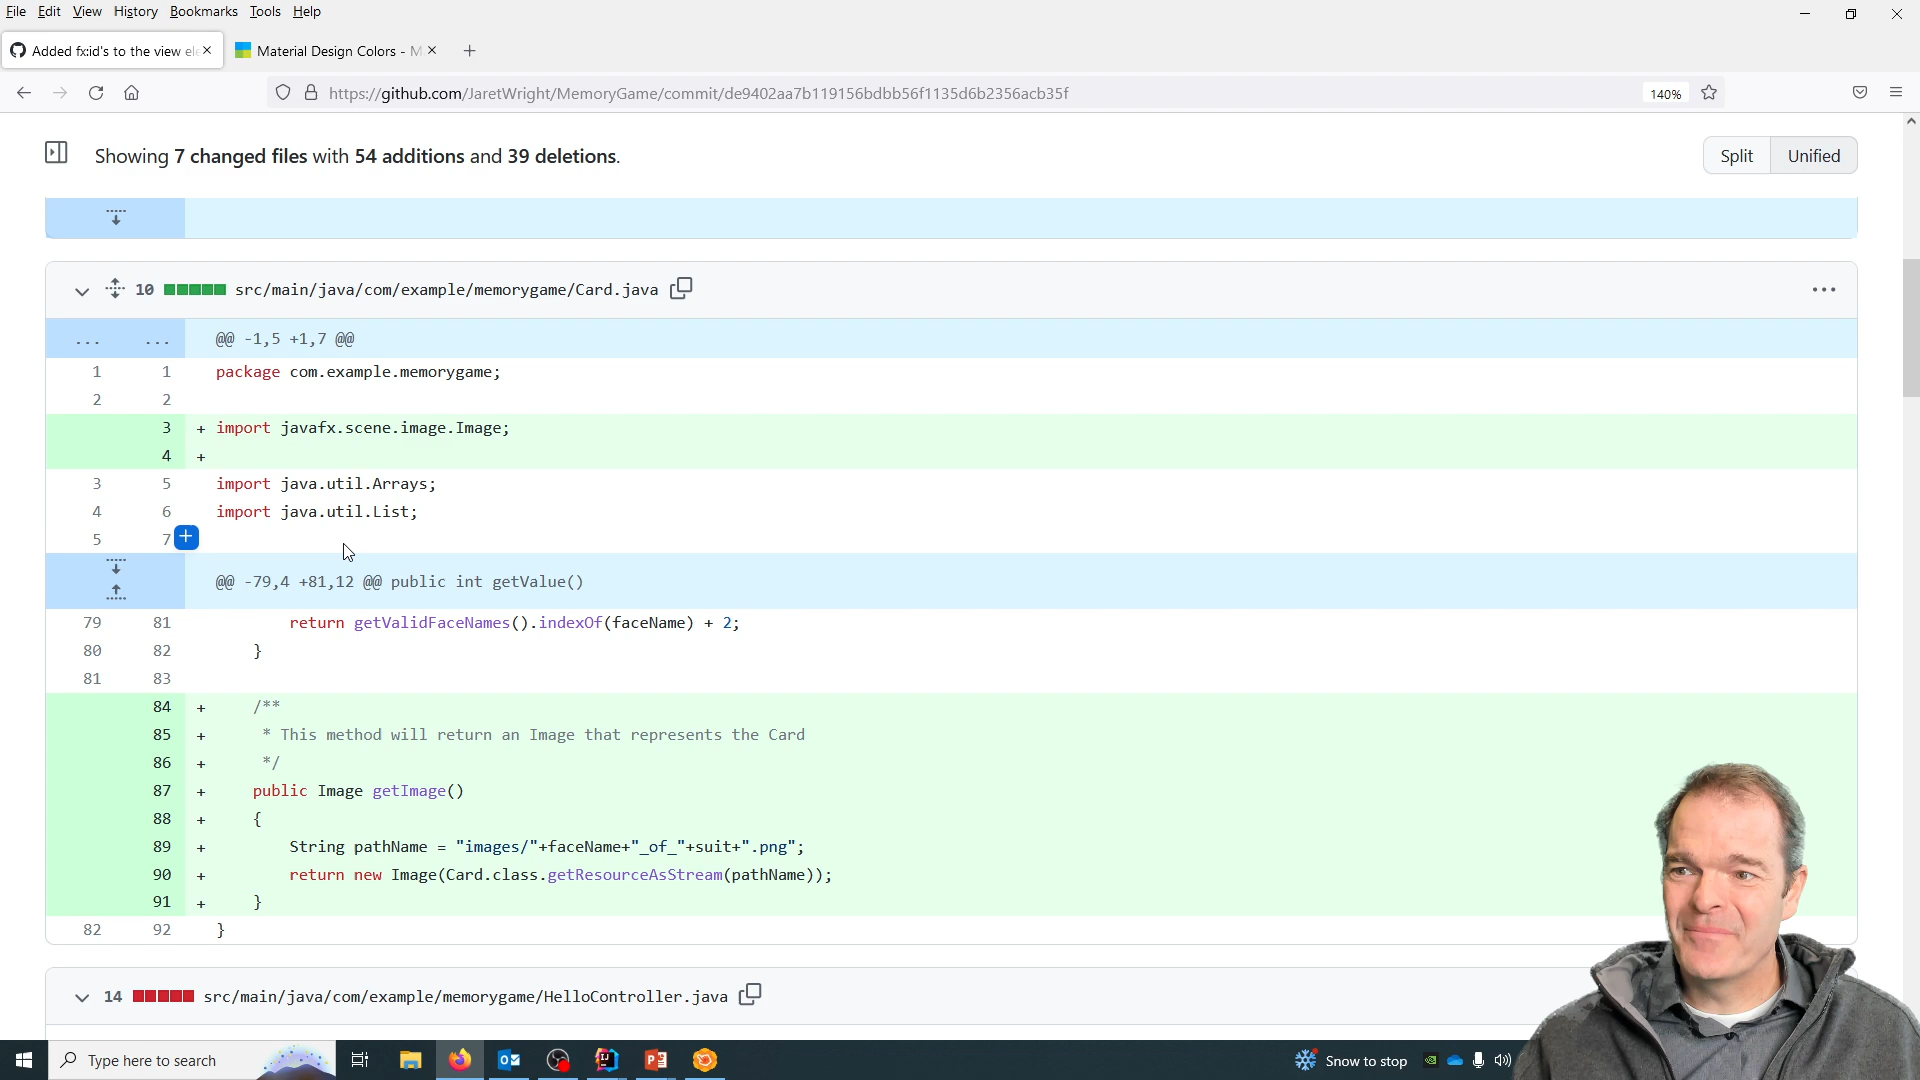 File Edit View History Bookmarks Tools Help
Added fx:id's to the view ele
Material Design Colors - M
https://github.com/JaretWright/MemoryGame/commit/de9402aa7b119156bdbb56f1135d6b2356acb35f
140%
Showing 7 changed files with 54 additions and 39 deletions.
Split Unified
10 src/main/java/com/example/memorygame/Card.java
... ... @@ -1,5 +1,7 @@
1 1 package com.example.memorygame;
2 2
3 + import javafx.scene.image.Image;
4 +
3 5 import java.util.Arrays;
4 6 import java.util.List;
5 7 +
@@ -79,4 +81,12 @@ public int getValue()
79 81 return getValidFaceNames().indexOf(faceName) + 2;
80 82 }
81 83
84 + /**
85 + * This method will return an Image that represents the Card
86 + */
87 + public Image getImage()
88 + {
89 + String pathName = "images/"+faceName+"_of_"+suit+".png";
90 + return new Image(Card.class.getResourceAsStream(pathName));
91 + }
82 92 }
14 src/main/java/com/example/memorygame/HelloController.java
Type here to search
Snow to stop